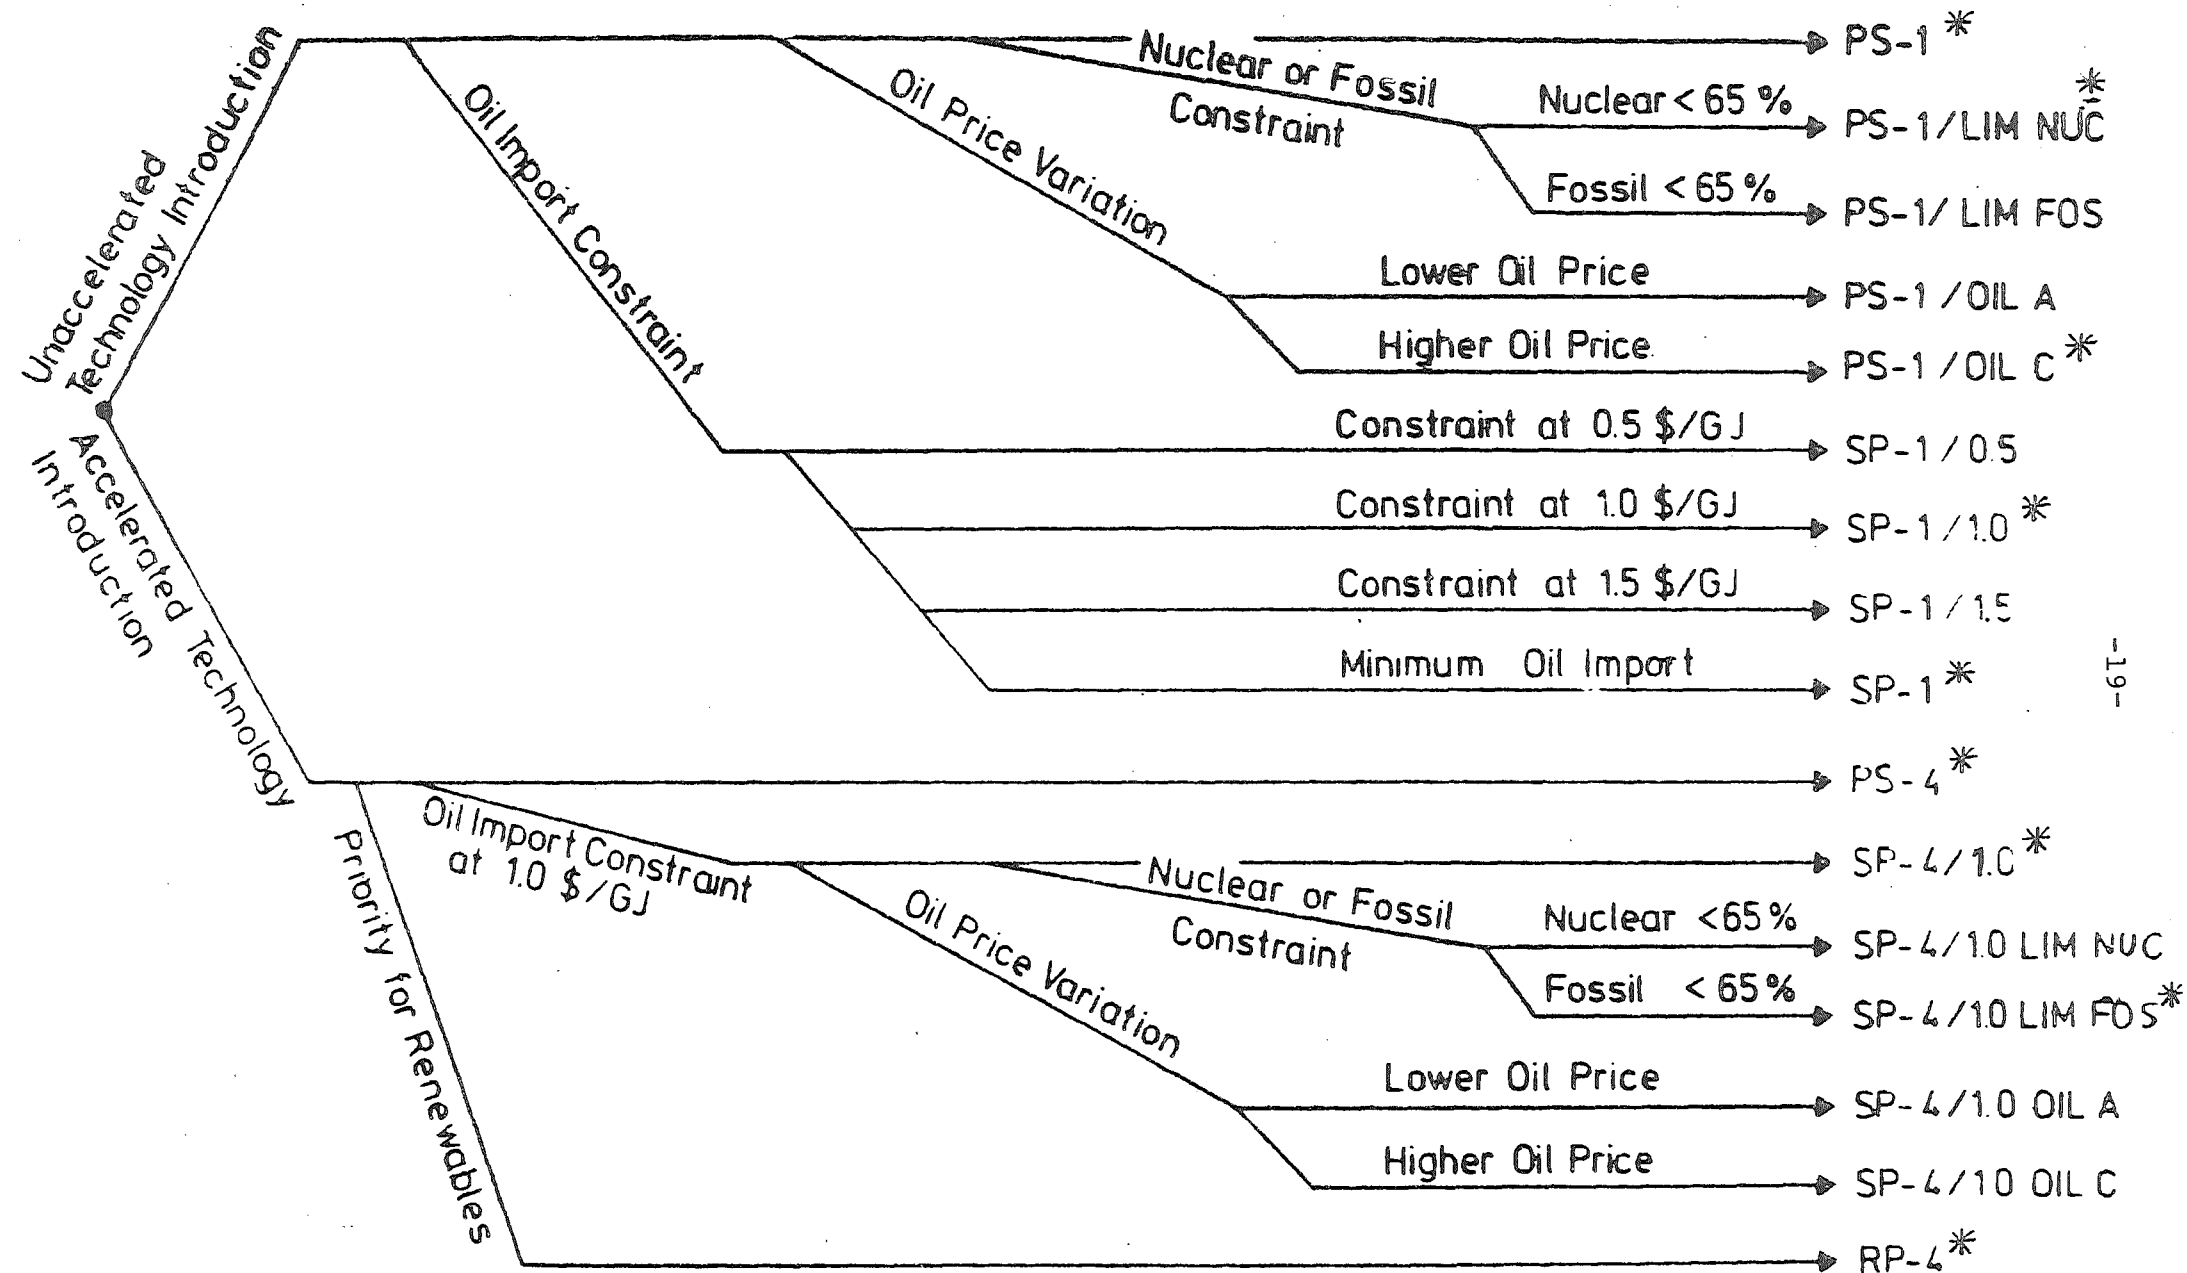 Unaccelerated
Technology Introduction
Accelerated Technology
Introduction
Oil Import Constraint
Oil Price Variation
Nuclear or Fossil
Constraint
PS-1 *
Nuclear < 65 %
PS-1/LIM NUC *
Fossil < 65 %
PS-1/ LIM FOS
Lower Oil Price
PS-1 /OIL A
Higher Oil Price
PS-1 /OIL C *
Constraint at 0.5 $/GJ
SP-1 / 0.5
Constraint at 1.0 $/GJ
SP-1 /1.0 *
Constraint at 1.5 $/GJ
SP-1 / 1.5
Minimum Oil Import
SP-1 *
-19-
PS-4 *
Oil Import Constraint
at 1.0 $/GJ
Priority for Renewables
Oil Price Variation
Nuclear or Fossil
Constraint
SP-4/1.0 *
Nuclear <65%
SP-4/1.0 LIM NUC
Fossil < 65%
SP-4/1.0 LIM FOS *
Lower Oil Price
SP-4/1.0 OIL A
Higher Oil Price
SP-4/10 OIL C
RP-4 *